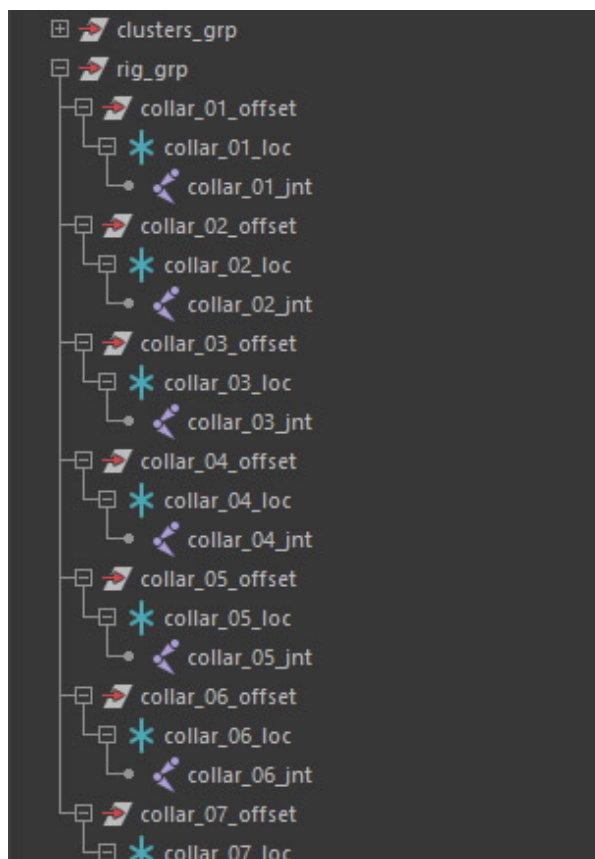 clusters_grp
rig_grp
collar_01_offset
collar_01_loc
collar_01_jnt
collar_02_offset
collar_02_loc
collar_02_jnt
collar_03_offset
collar_03_loc
collar_03_jnt
collar_04_offset
collar_04_loc
collar_04_jnt
collar_05_offset
collar_05_loc
collar_05_jnt
collar_06_offset
collar_06_loc
collar_06_jnt
collar_07_offset
collar_07_loc